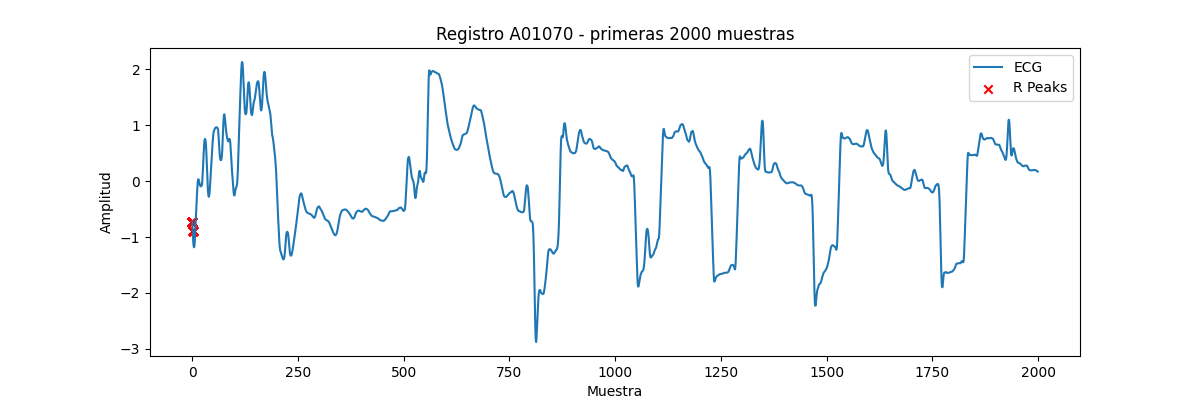 Registro A01070 - primeras 2000 muestras
ECG
R Peaks
Amplitud
2
1
0
−1
−2
−3
0 250 500 750 1000 1250 1500 1750 2000
Muestra